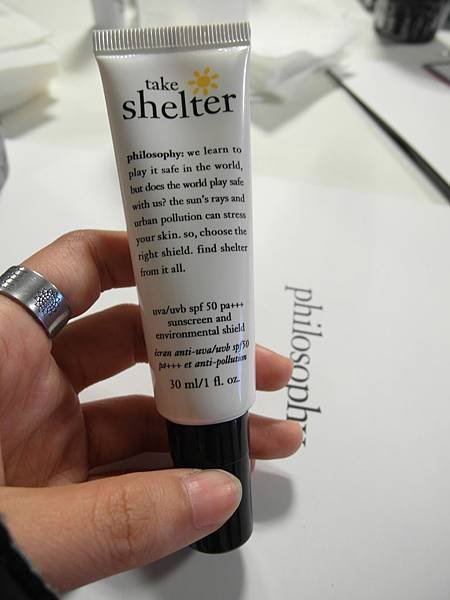 take
shelter
philosophy: we learn to
play it safe in the world,
but does the world play safe
with us? the sun's rays and
urban pollution can stress
your skin. so, choose the
right shield. find shelter
from it all.
uva/uvb spf 50 pa+++
sunscreen and
environmental shield
écran anti-uva/uvb spf 50
pa+++ et anti-pollution
30 ml/1 fl. oz.
philosophy